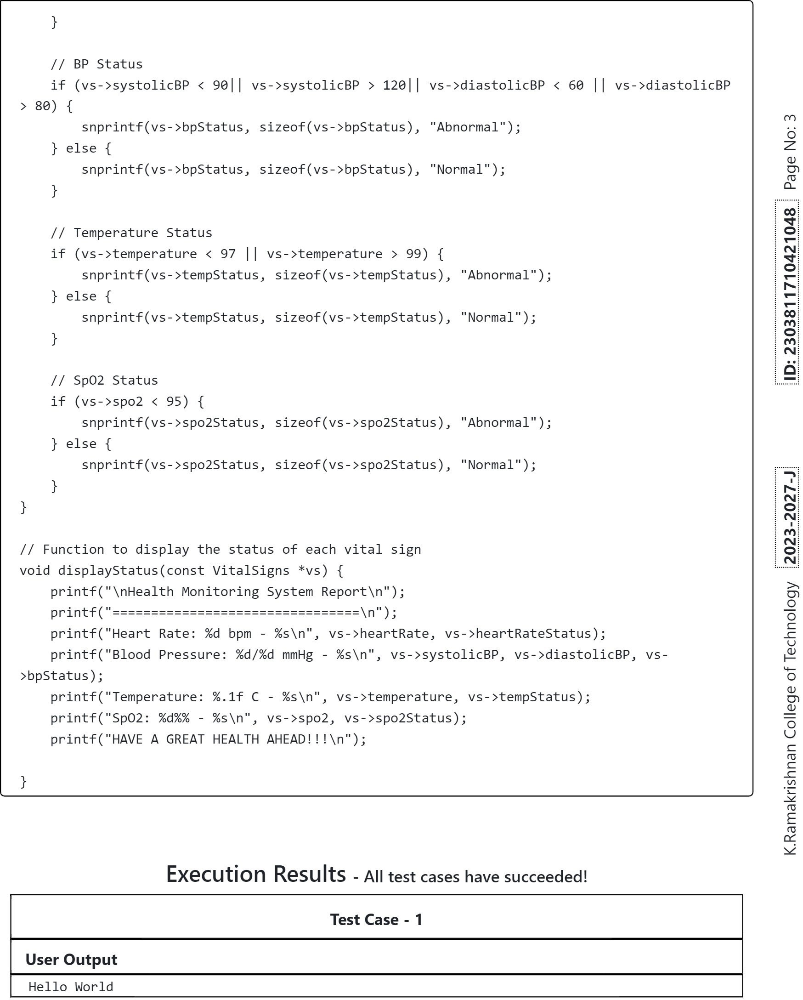 }

    // BP Status
    if (vs->systolicBP < 90|| vs->systolicBP > 120|| vs->diastolicBP < 60 || vs->diastolicBP
> 80) {
        snprintf(vs->bpStatus, sizeof(vs->bpStatus), "Abnormal");
    } else {
        snprintf(vs->bpStatus, sizeof(vs->bpStatus), "Normal");
    }

    // Temperature Status
    if (vs->temperature < 97 || vs->temperature > 99) {
        snprintf(vs->tempStatus, sizeof(vs->tempStatus), "Abnormal");
    } else {
        snprintf(vs->tempStatus, sizeof(vs->tempStatus), "Normal");
    }

    // SpO2 Status
    if (vs->spo2 < 95) {
        snprintf(vs->spo2Status, sizeof(vs->spo2Status), "Abnormal");
    } else {
        snprintf(vs->spo2Status, sizeof(vs->spo2Status), "Normal");
    }
}

// Function to display the status of each vital sign
void displayStatus(const VitalSigns *vs) {
    printf("\nHealth Monitoring System Report\n");
    printf("================================\n");
    printf("Heart Rate: %d bpm - %s\n", vs->heartRate, vs->heartRateStatus);
    printf("Blood Pressure: %d/%d mmHg - %s\n", vs->systolicBP, vs->diastolicBP, vs-
>bpStatus);
    printf("Temperature: %.1f C - %s\n", vs->temperature, vs->tempStatus);
    printf("SpO2: %d%% - %s\n", vs->spo2, vs->spo2Status);
    printf("HAVE A GREAT HEALTH AHEAD!!!\n");

}
Execution Results - All test cases have succeeded!
Test Case - 1
User Output
Hello World
Page No: 3
ID: 2303811710421048
2023-2027-J
K.Ramakrishnan College of Technology